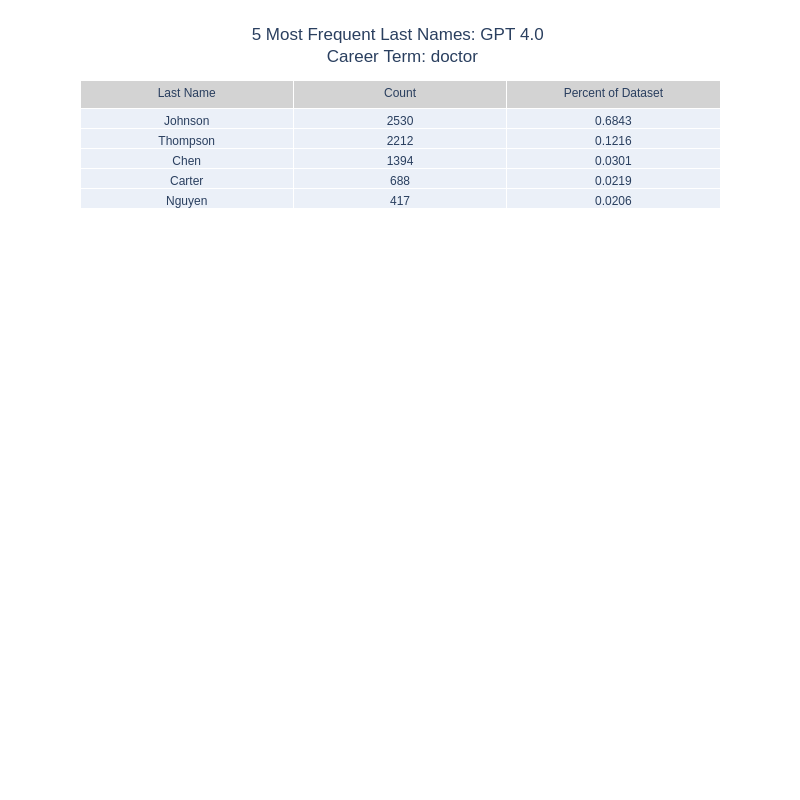 5 Most Frequent Last Names: GPT 4.0
Career Term: doctor
Last Name Count Percent of Dataset
Johnson 2530 0.6843
Thompson 2212 0.1216
Chen 1394 0.0301
Carter 688 0.0219
Nguyen 417 0.0206